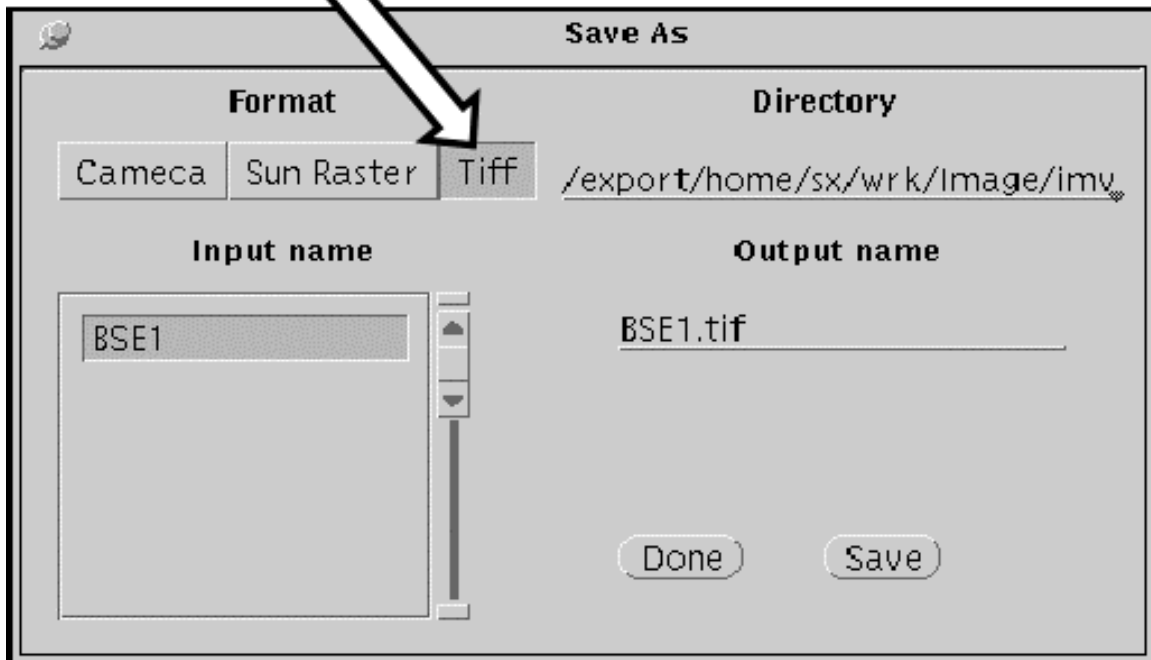 Save As
Format
Directory
Cameca Sun Raster Tiff
/export/home/sx/wrk/Image/imv
Input name
Output name
BSE1
BSE1.tif
Done Save